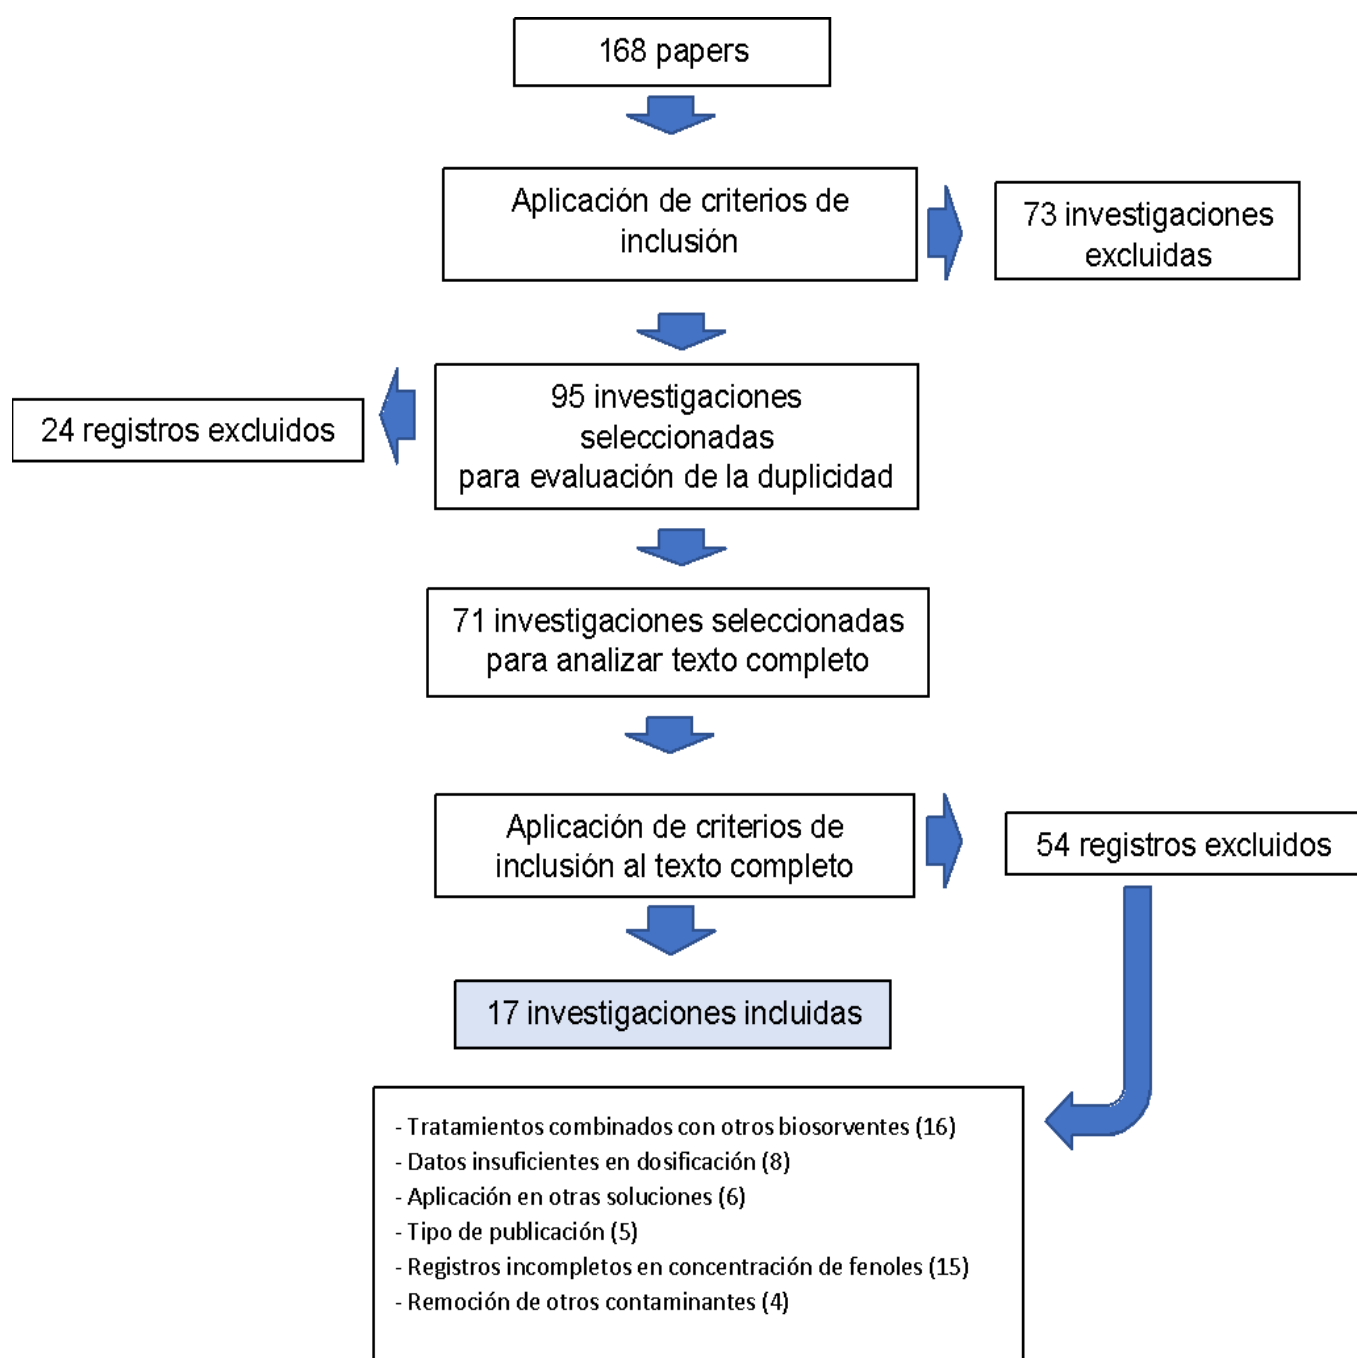 168 papers
Aplicación de criterios de
inclusión
73 investigaciones
excluidas
95 investigaciones
seleccionadas
para evaluación de la duplicidad
24 registros excluidos
71 investigaciones seleccionadas
para analizar texto completo
Aplicación de criterios de
inclusión al texto completo
54 registros excluidos
17 investigaciones incluidas
- Tratamientos combinados con otros biosorventes (16)
- Datos insuficientes en dosificación (8)
- Aplicación en otras soluciones (6)
- Tipo de publicación (5)
- Registros incompletos en concentración de fenoles (15)
- Remoción de otros contaminantes (4)